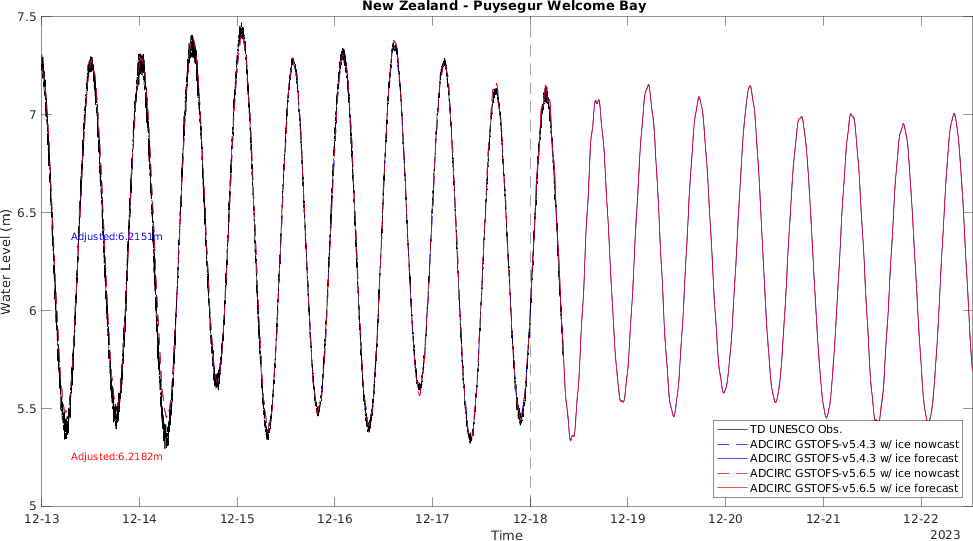 New Zealand - Puysegur Welcome Bay
7.5
7
6.5
6
5.5
5
Water Level (m)
Adjusted:6.2151m
Adjusted:6.2182m
TD UNESCO Obs.
ADCIRC GSTOFS-v5.4.3 w/ ice nowcast
ADCIRC GSTOFS-v5.4.3 w/ ice forecast
ADCIRC GSTOFS-v5.6.5 w/ ice nowcast
ADCIRC GSTOFS-v5.6.5 w/ ice forecast
12-13 12-14 12-15 12-16 12-17 12-18 12-19 12-20 12-21 12-22
Time
2023